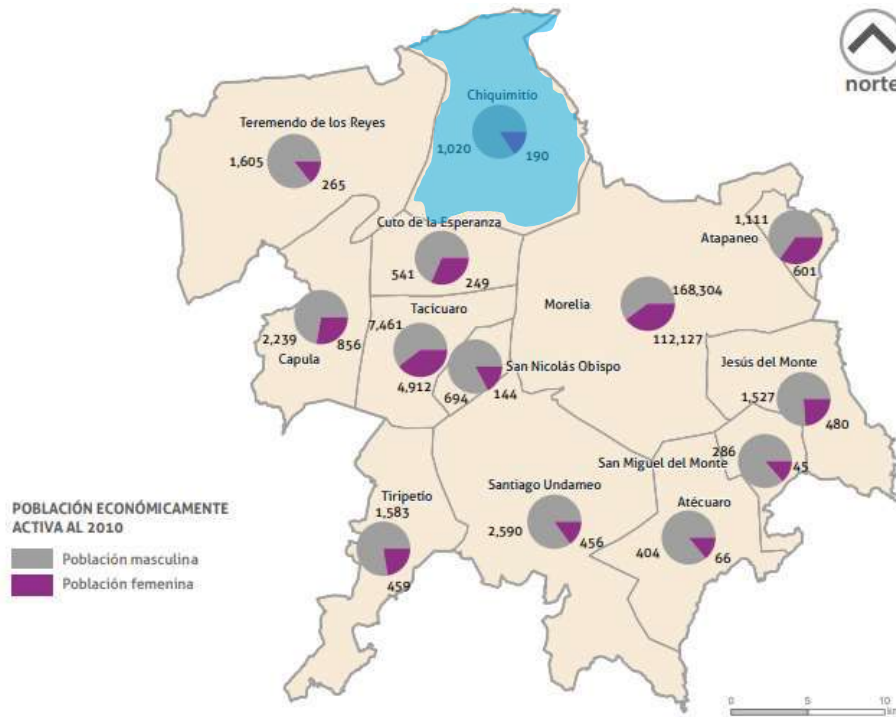 norte
Chiquimitio
1,020
190
Teremendo de los Reyes
1,605
265
Cuto de la Esperanza
541
249
1,111
Atapaneo
601
Morelia
168,304
112,127
Tacicuaro
7,461
4,912
2,239
856
Capula
San Nicolás Obispo
694
144
Jesús del Monte
1,527
480
San Miguel del Monte
286
45
Santiago Undameo
2,590
456
Atécuaro
404
66
Tiripetío
1,583
459
POBLACIÓN ECONÓMICAMENTE
ACTIVA AL 2010
Población masculina
Población femenina
0 5 10